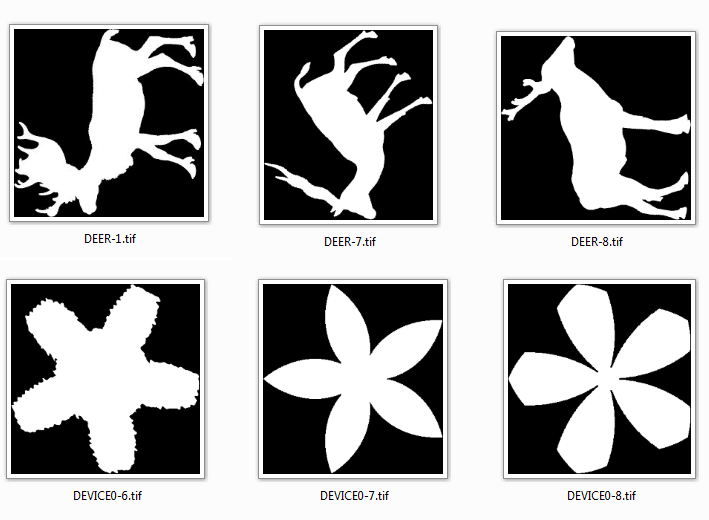 DEER-1.tif
DEER-7.tif
DEER-8.tif
DEVICE0-6.tif
DEVICE0-7.tif
DEVICE0-8.tif